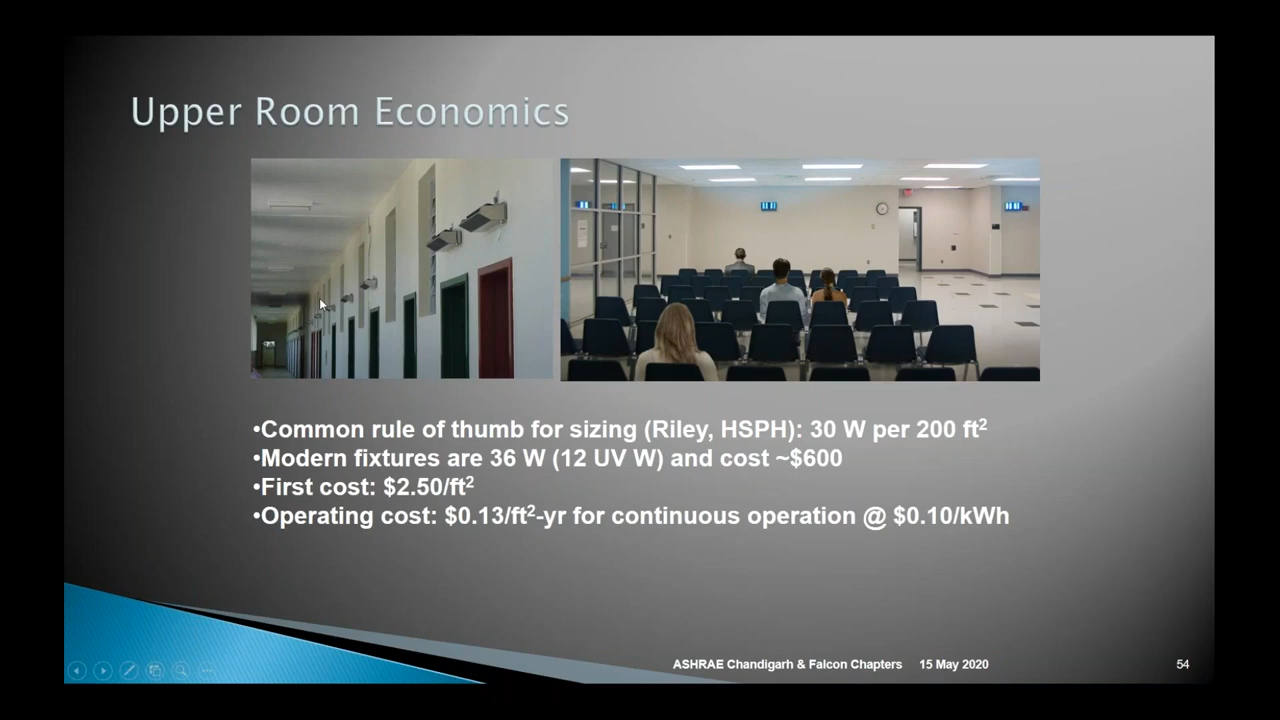 Upper Room Economics
•Common rule of thumb for sizing (Riley, HSPH): 30 W per 200 ft²
•Modern fixtures are 36 W (12 UV W) and cost ~$600
•First cost: $2.50/ft²
•Operating cost: $0.13/ft²-yr for continuous operation @ $0.10/kWh
ASHRAE Chandigarh & Falcon Chapters 15 May 2020
54